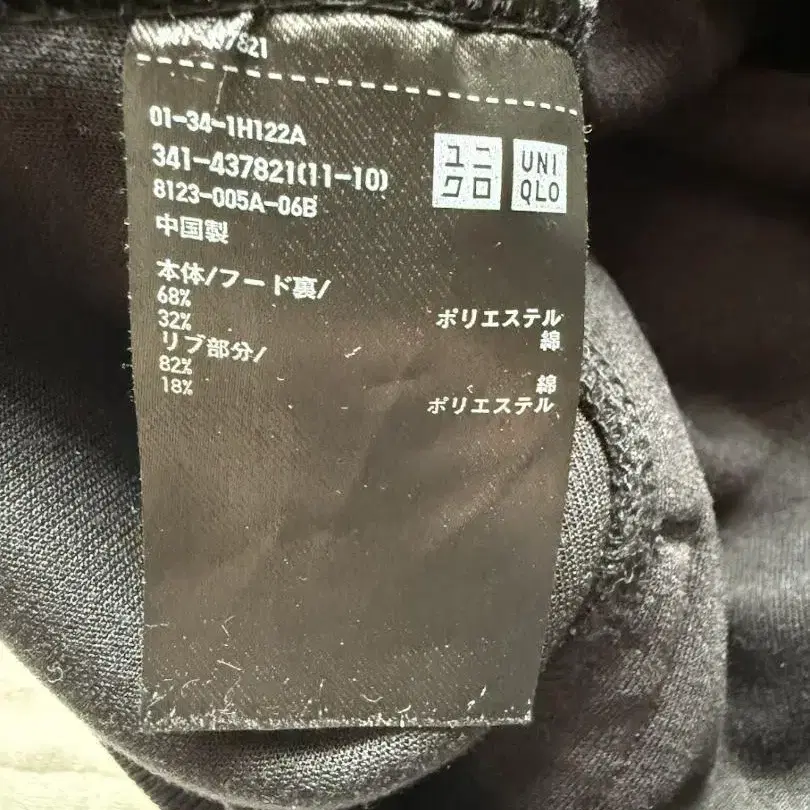 437821
01-34-1H122A
341-437821(11-10)
8123-005A-06B
中国製
ユニ
クロ
UNI
QLO
本体/フード裏/
68% ポリエステル
32% 綿
リブ部分/
82% 綿
18% ポリエステル